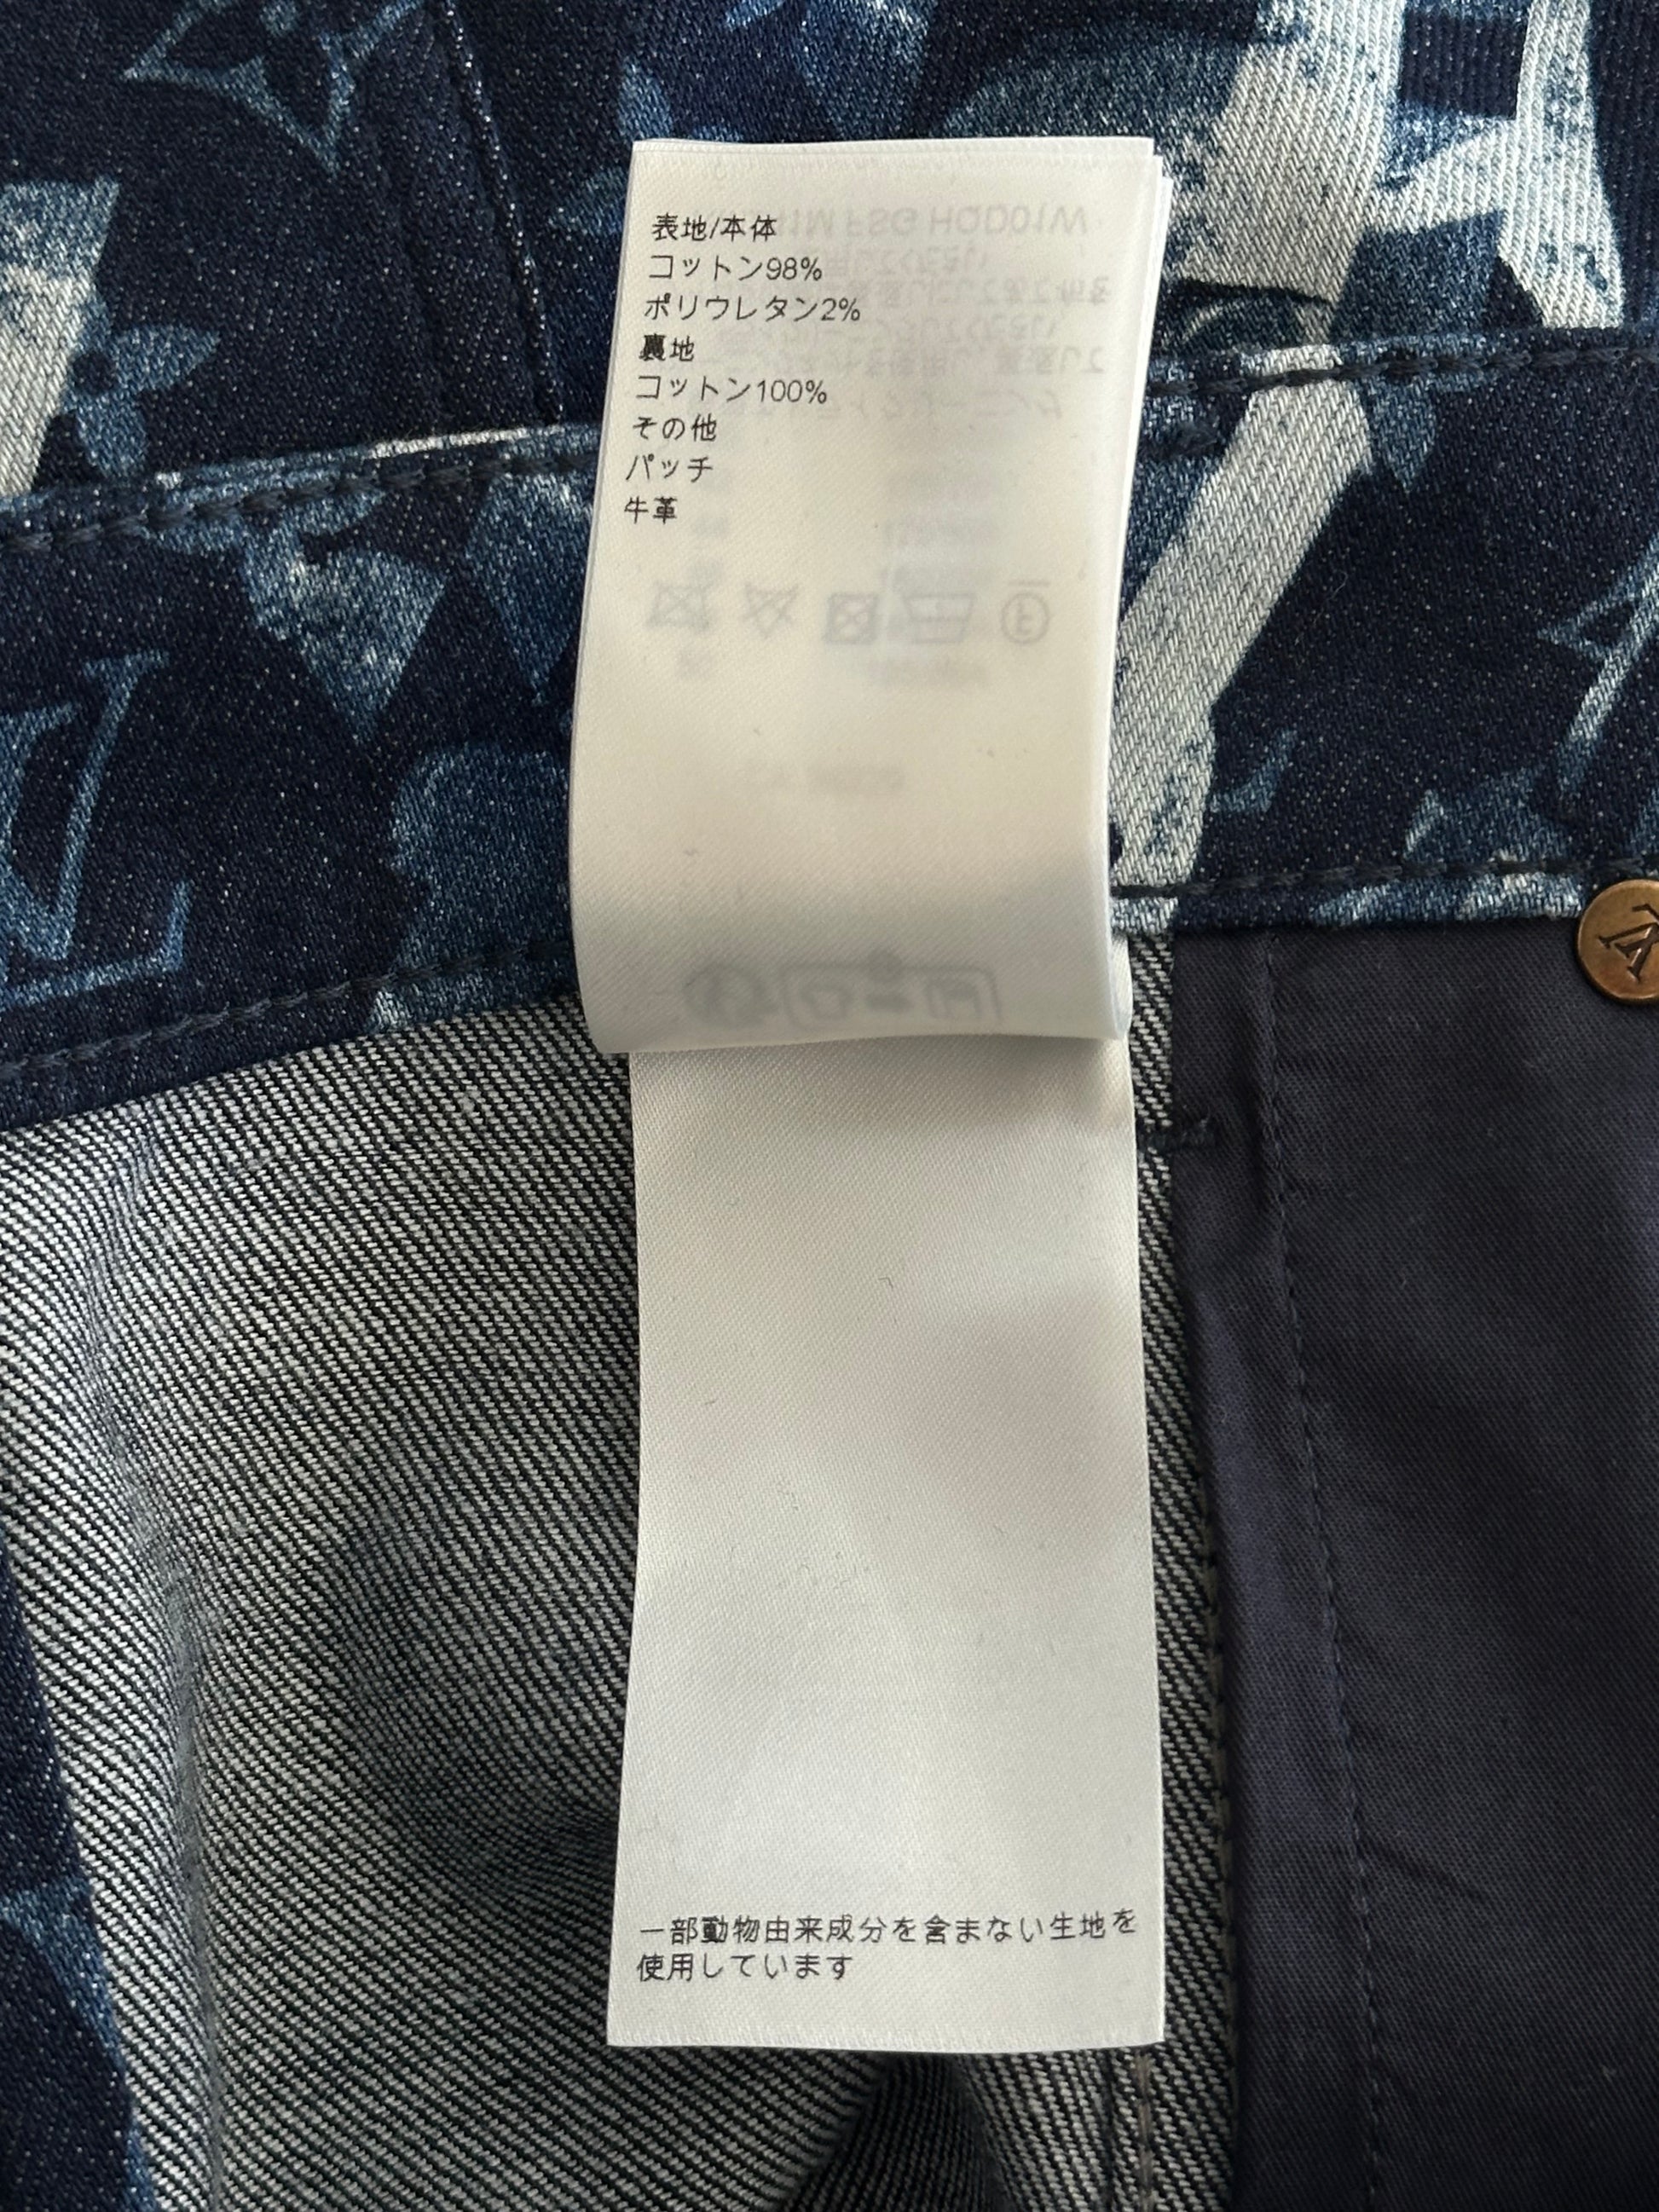 表地/本体
コットン98%
ポリウレタン2%
裏地
コットン100%
その他
パッチ
牛革
一部動物由来成分を含まない生地を
使用しています